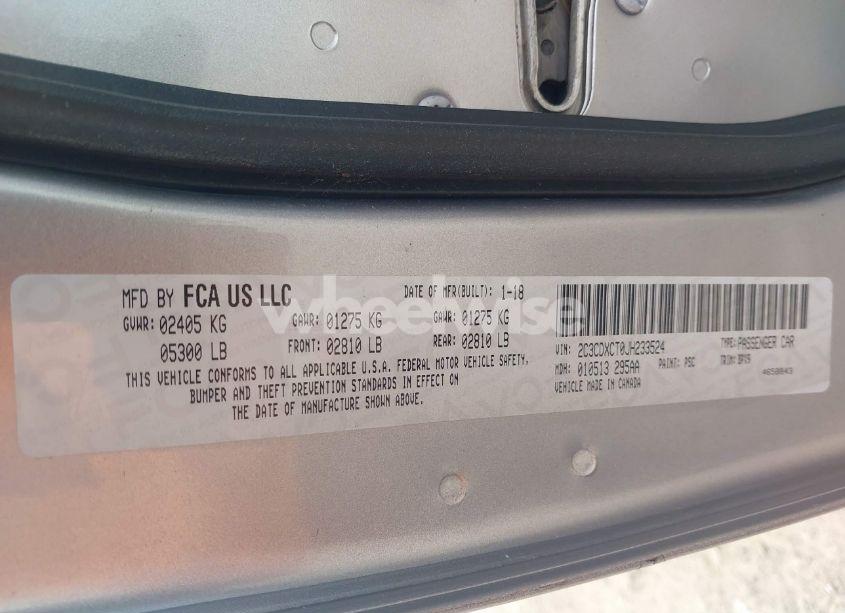 MFD BY FCA US LLC
DATE OF MFR(BUILT): 1-18
GVWR: 02405 KG
GAWR: 01275 KG
GAWR: 01275 KG
05300 LB
FRONT: 02810 LB
REAR: 02810 LB
THIS VEHICLE CONFORMS TO ALL APPLICABLE U.S.A. FEDERAL MOTOR VEHICLE SAFETY,
BUMPER AND THEFT PREVENTION STANDARDS IN EFFECT ON
THE DATE OF MANUFACTURE SHOWN ABOVE.
VIN: 2C3CDXCT0JH233524
TYPE: PASSENGER CAR
MDH: 010513 295AA
PAINT: PSC
TRIM:
VEHICLE MADE IN CANADA
4650843
wheelwise